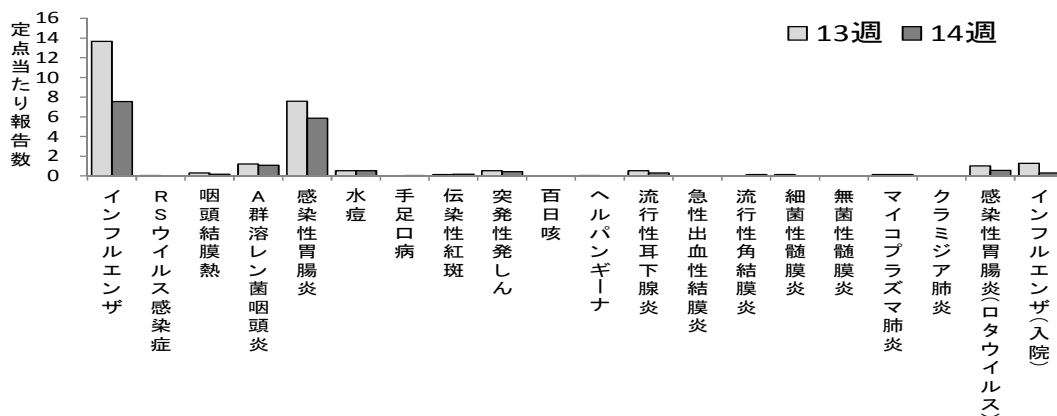 定点当たり報告数
16
14
12
10
8
6
4
2
0
13週 14週
インフルエンザ
RSウイルス感染症
咽頭結膜熱
A群溶レン菌咽頭炎
感染性胃腸炎
水痘
手足口病
伝染性紅斑
突発性発しん
百日咳
ヘルパンギーナ
流行性耳下腺炎
急性出血性結膜炎
流行性角結膜炎
細菌性髄膜炎
無菌性髄膜炎
マイコプラズマ肺炎
クラミジア肺炎
感染性胃腸炎(ロタウイルス)
インフルエンザ(入院)